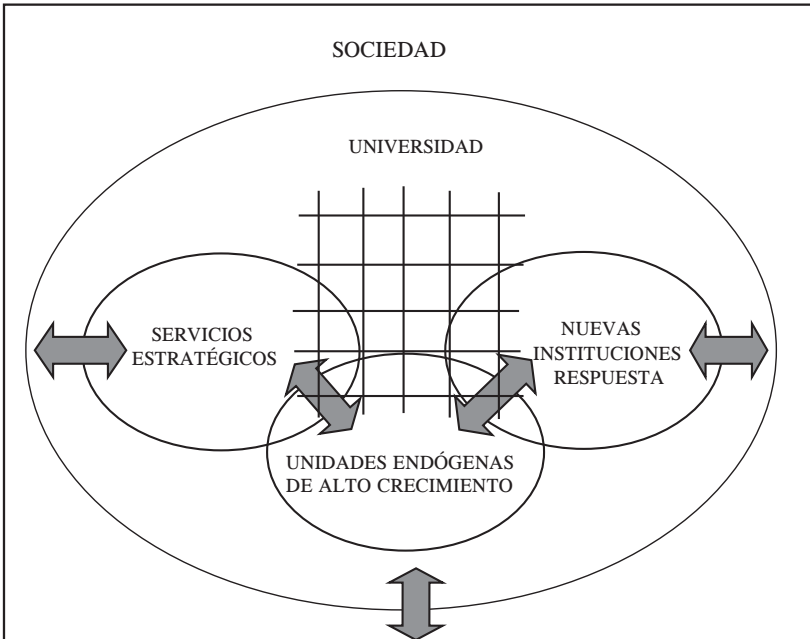 SOCIEDAD
UNIVERSIDAD
SERVICIOS
ESTRATÉGICOS
NUEVAS
INSTITUCIONES
RESPUESTA
UNIDADES ENDÓGENAS
DE ALTO CRECIMIENTO